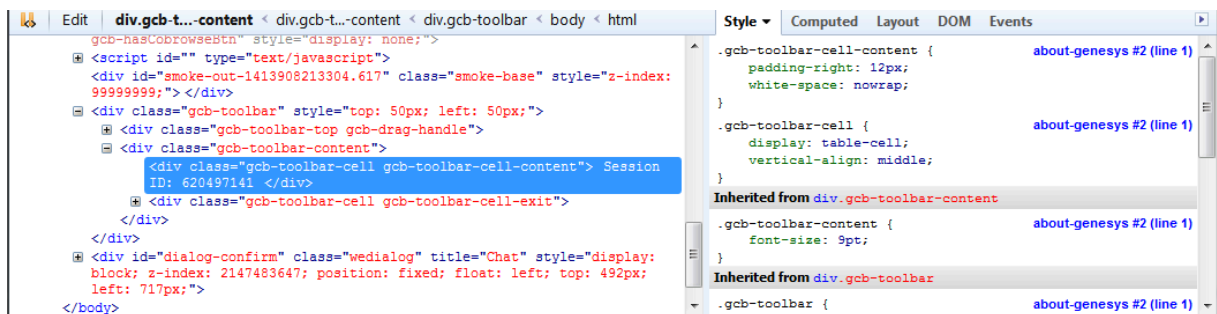 Edit div.gcb-t...-content < div.gcb-t...-content < div.gcb-toolbar < body < html
gcb-hasCobrowseBtn" style="display: none;">
<script id="" type="text/javascript">
<div id="smoke-out-1413908213304.617" class="smoke-base" style="z-index:
99999999;"> </div>
<div class="gcb-toolbar" style="top: 50px; left: 50px;">
<div class="gcb-toolbar-top gcb-drag-handle">
<div class="gcb-toolbar-content">
<div class="gcb-toolbar-cell gcb-toolbar-cell-content"> Session
ID: 620497141 </div>
<div class="gcb-toolbar-cell gcb-toolbar-cell-exit">
</div>
</div>
<div id="dialog-confirm" class="wedialog" title="Chat" style="display:
block; z-index: 2147483647; position: fixed; float: left; top: 492px;
left: 717px;">
</body>
Style Computed Layout DOM Events
.gcb-toolbar-cell-content { about-genesys #2 (line 1)
padding-right: 12px;
white-space: nowrap;
}
.gcb-toolbar-cell { about-genesys #2 (line 1)
display: table-cell;
vertical-align: middle;
}
Inherited from div.gcb-toolbar-content
.gcb-toolbar-content { about-genesys #2 (line 1)
font-size: 9pt;
}
Inherited from div.gcb-toolbar
.gcb-toolbar { about-genesys #2 (line 1)